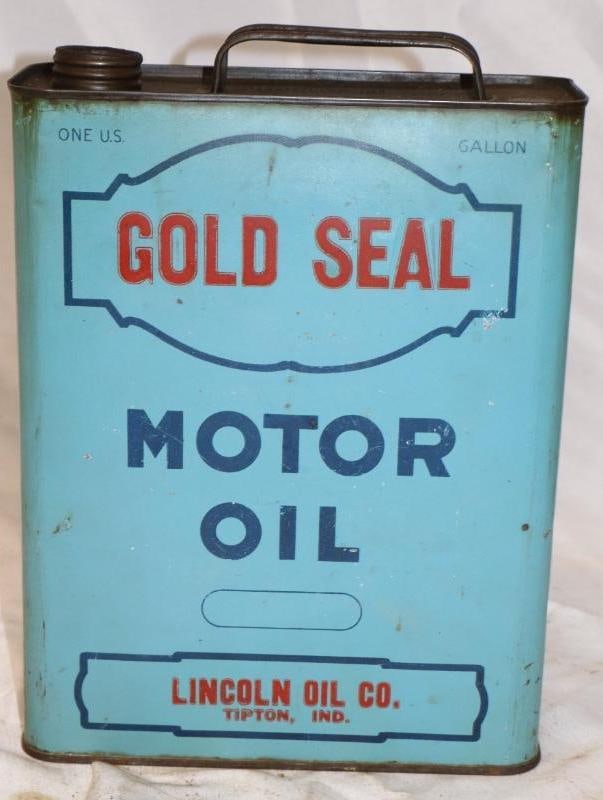 ONE U.S. GALLON
GOLD SEAL
MOTOR
OIL
LINCOLN OIL CO.
TIPTON, IND.